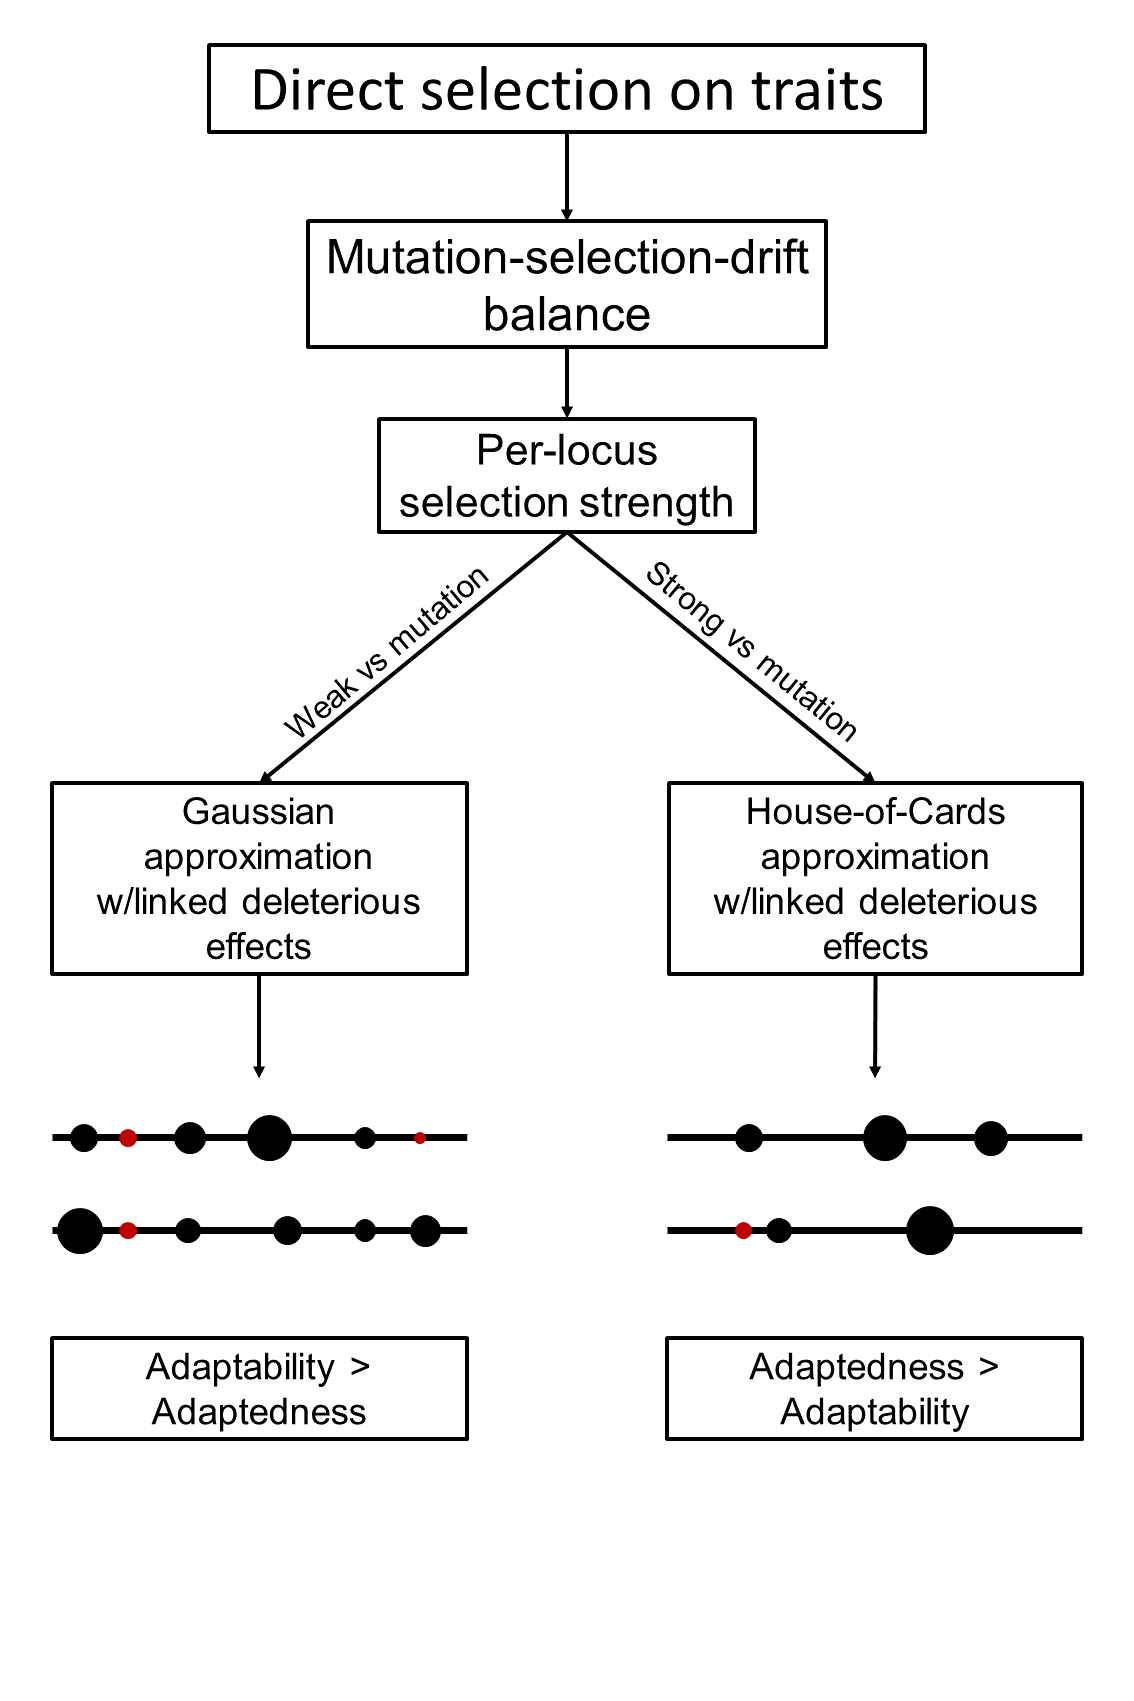 Direct selection on traits
Mutation-selection-drift
balance
Per-locus
selection strength
Weak vs mutation
Strong vs mutation
Gaussian
approximation
w/linked deleterious
effects
House-of-Cards
approximation
w/linked deleterious
effects
Adaptability >
Adaptedness
Adaptedness >
Adaptability